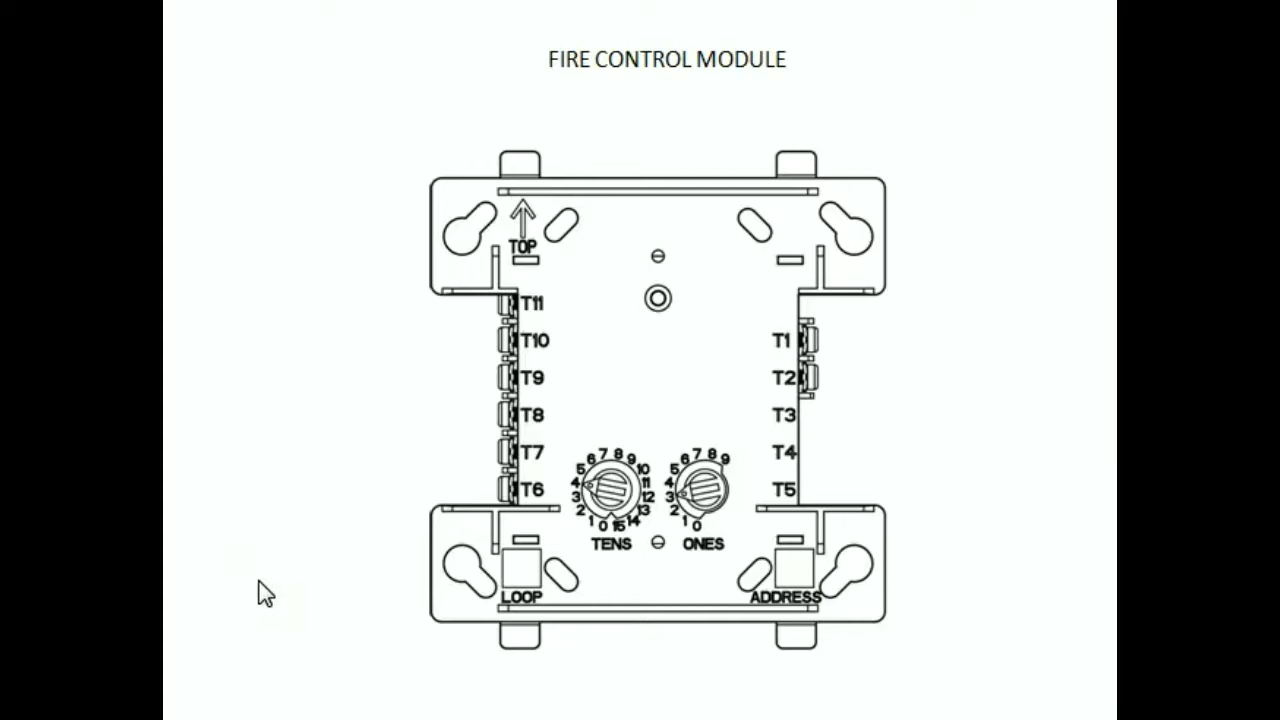 FIRE CONTROL MODULE
TOP
T11
T10
T9
T8
T7
T6
T1
T2
T3
T4
T5
0 1 2 3 4 5 6 7 8 9 10 11 12 13 14 15
TENS
0 1 2 3 4 5 6 7 8 9
ONES
LOOP
ADDRESS